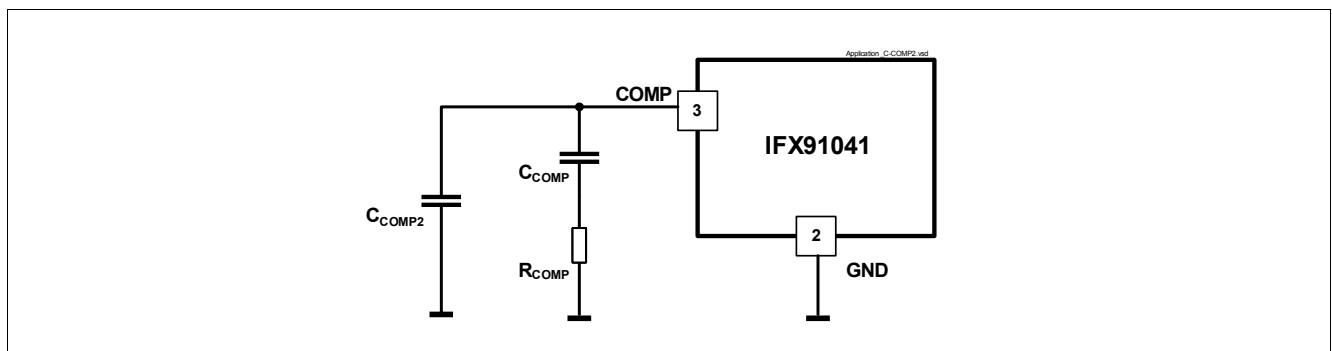 Application_C-COMP2.vsd
COMP
3
IFX91041
CCOMP
CCOMP2
2
RCOMP
GND